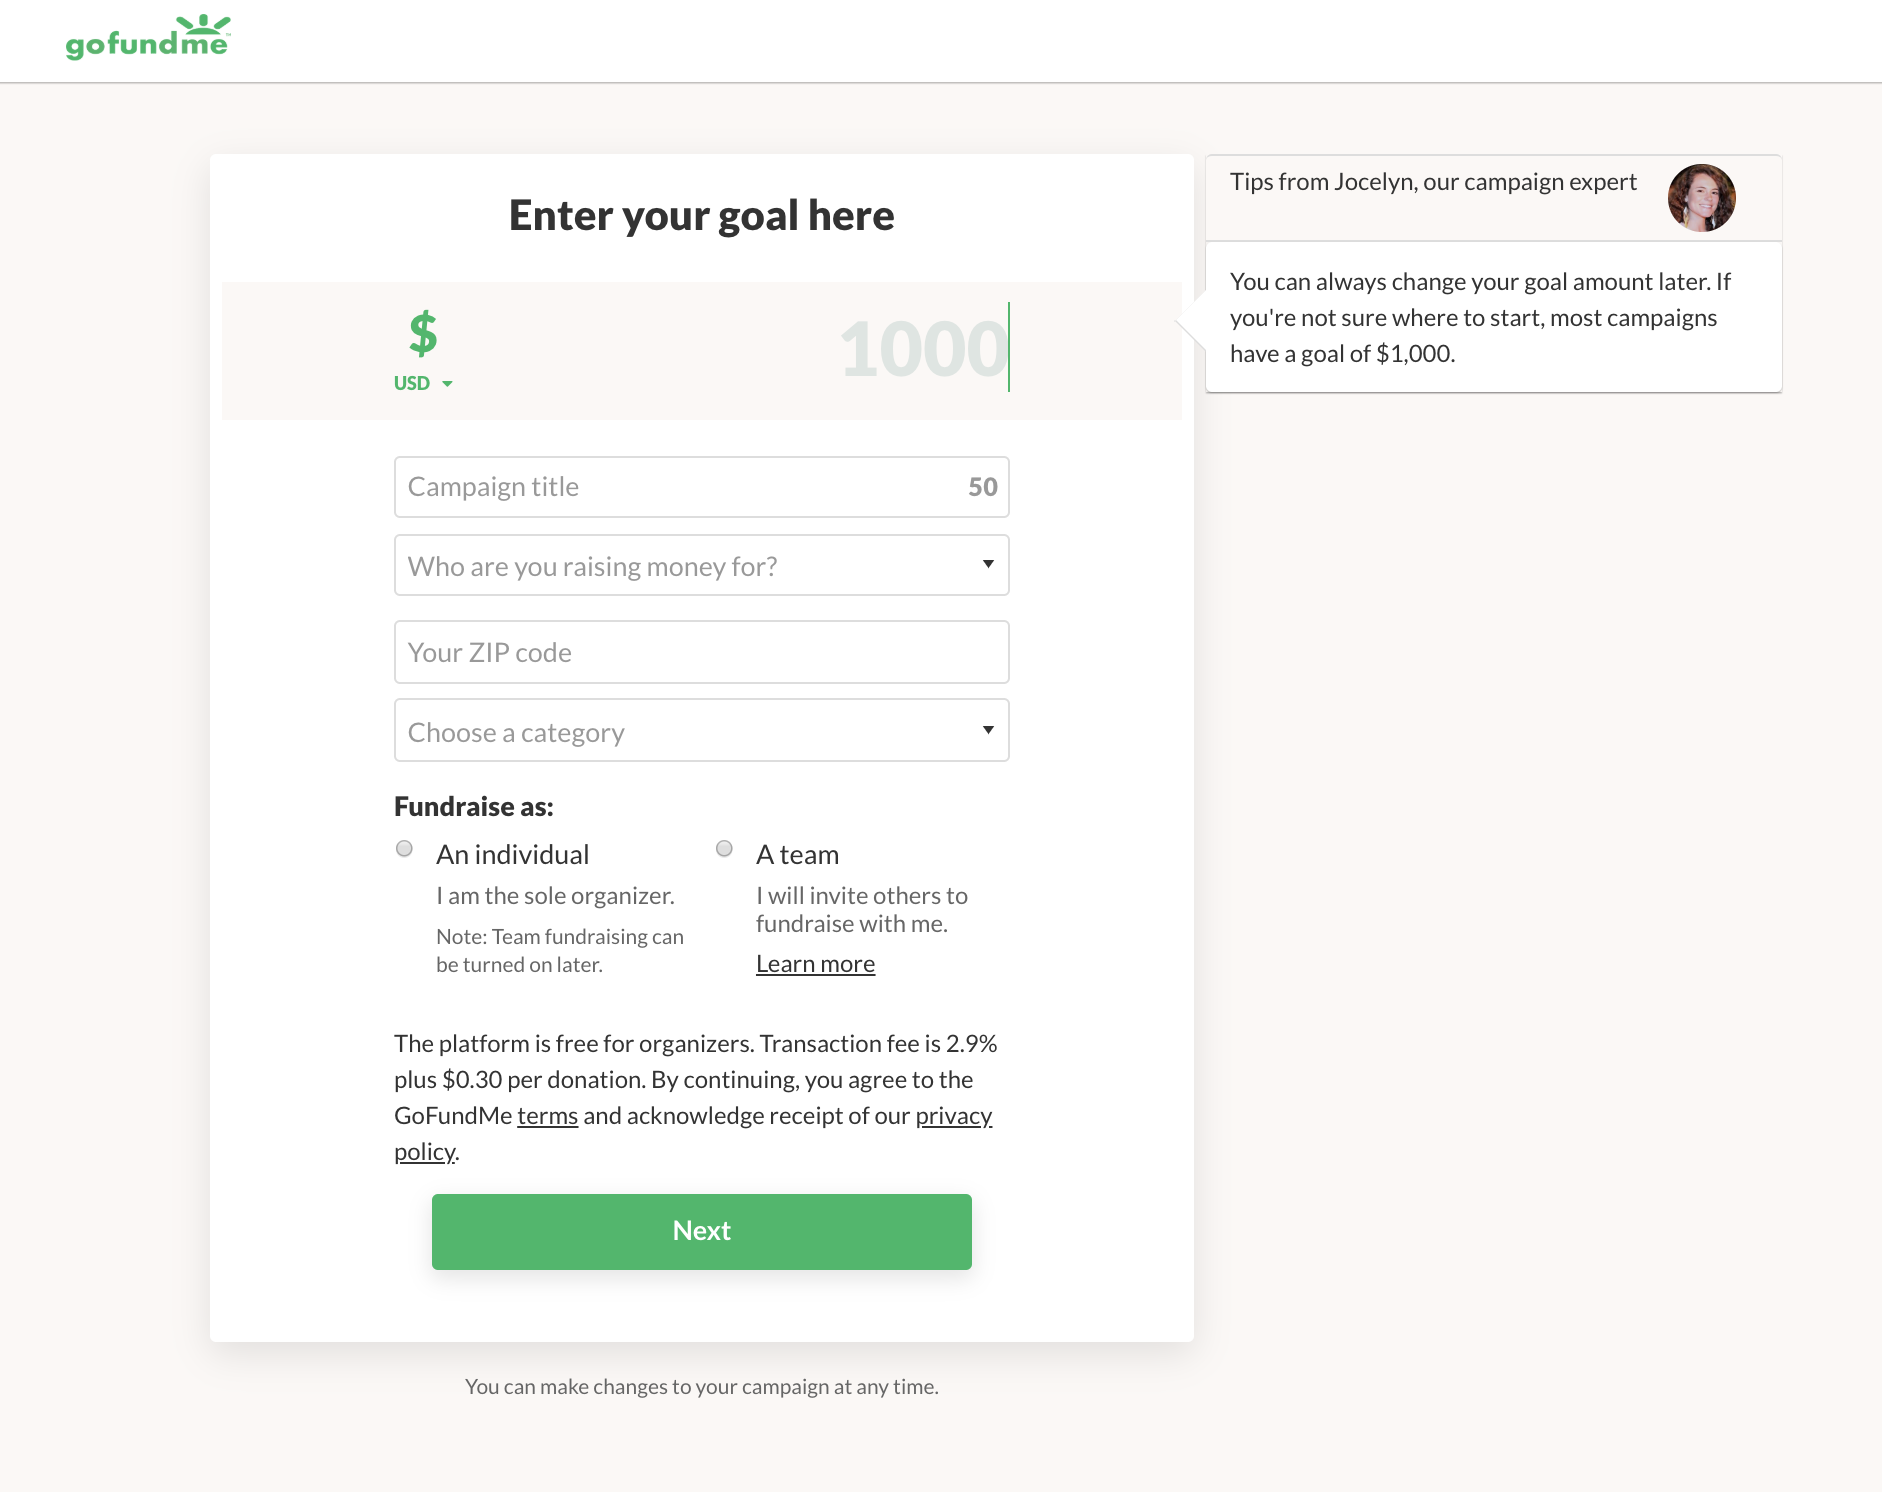 gofundme™
Enter your goal here
$
USD
1000
Campaign title
50
Who are you raising money for?
Your ZIP code
Choose a category
Fundraise as:
An individual
I am the sole organizer.
Note: Team fundraising can
be turned on later.
A team
I will invite others to
fundraise with me.
Learn more
The platform is free for organizers. Transaction fee is 2.9%
plus $0.30 per donation. By continuing, you agree to the
GoFundMe terms and acknowledge receipt of our privacy
policy.
Next
You can make changes to your campaign at any time.
Tips from Jocelyn, our campaign expert
You can always change your goal amount later. If
you're not sure where to start, most campaigns
have a goal of $1,000.